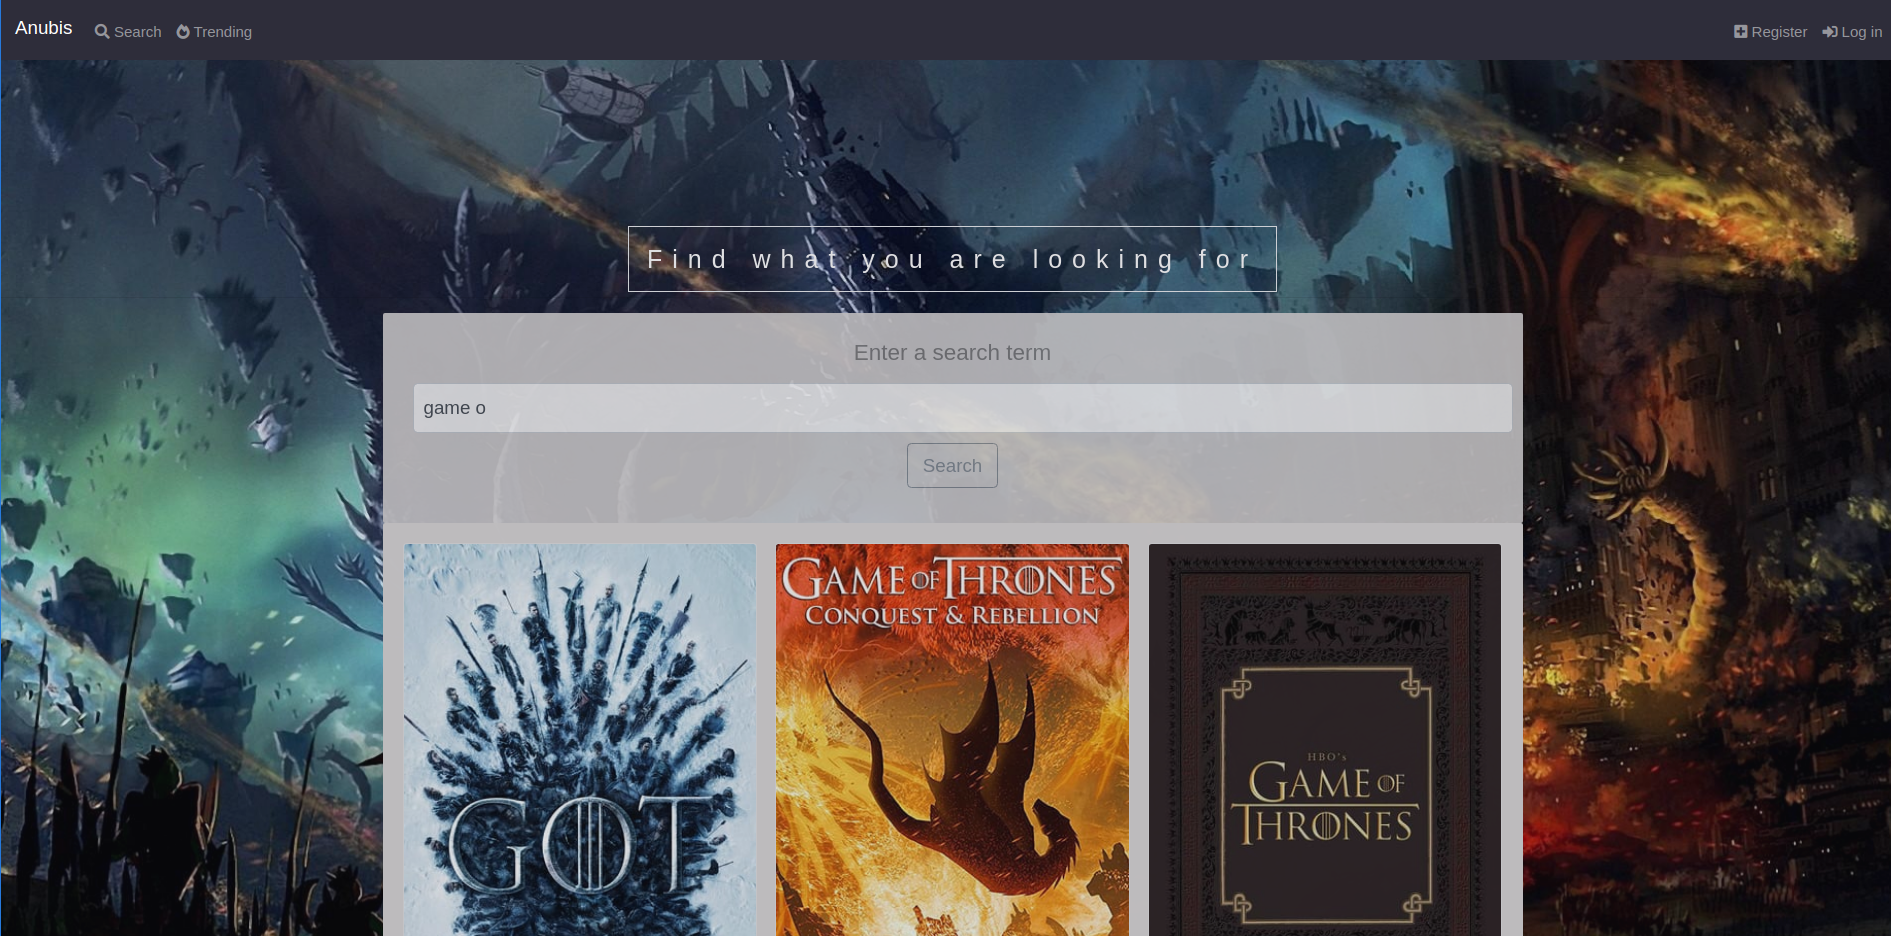 Anubis
Search
Trending
Register
Log in
Find what you are looking for
Enter a search term
game o
Search
GOT
GAME OF THRONES
CONQUEST & REBELLION
HBO's
GAME OF
THRONES